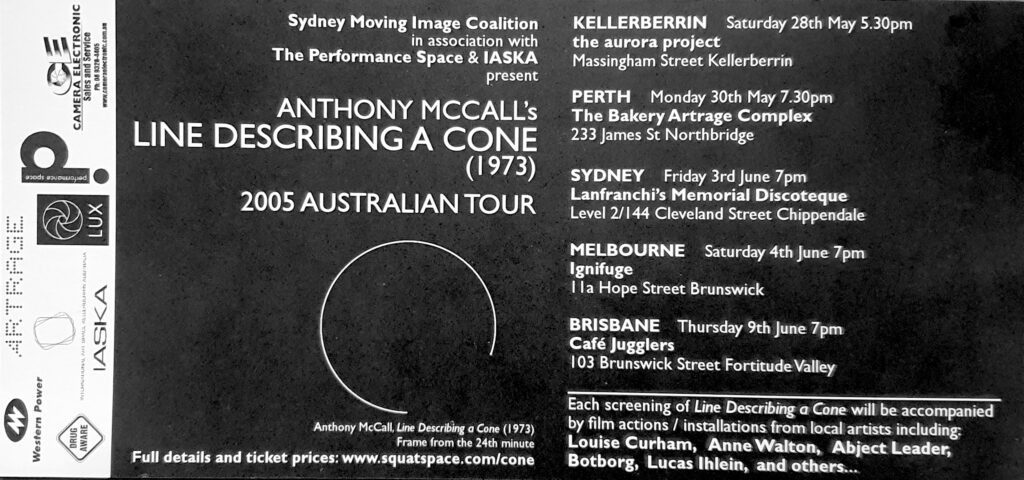 Sydney Moving Image Coalition
in association with
The Performance Space & IASKA
present
ANTHONY MCCALL's
LINE DESCRIBING A CONE
(1973)
2005 AUSTRALIAN TOUR
Anthony McCall, Line Describing a Cone (1973)
Frame from the 24th minute
Full details and ticket prices: www.squatspace.com/cone
KELLERBERRIN Saturday 28th May 5.30pm
the aurora project
Massingham Street Kellerberrin
PERTH Monday 30th May 7.30pm
The Bakery Artrage Complex
233 James St Northbridge
SYDNEY Friday 3rd June 7pm
Lanfranchi's Memorial Discoteque
Level 2/144 Cleveland Street Chippendale
MELBOURNE Saturday 4th June 7pm
Ignifuge
11a Hope Street Brunswick
BRISBANE Thursday 9th June 7pm
Café Jugglers
103 Brunswick Street Fortitude Valley
Each screening of Line Describing a Cone will be accompanied
by film actions / installations from local artists including:
Louise Curham, Anne Walton, Abject Leader,
Botborg, Lucas Ihlein, and others...
CE
CAMERA ELECTRONIC
Sales and Service
www.cameraelectronic.com.au
performance space
LUX
ARTRAGE
IASKA
Western Power
DRUG
AWARE